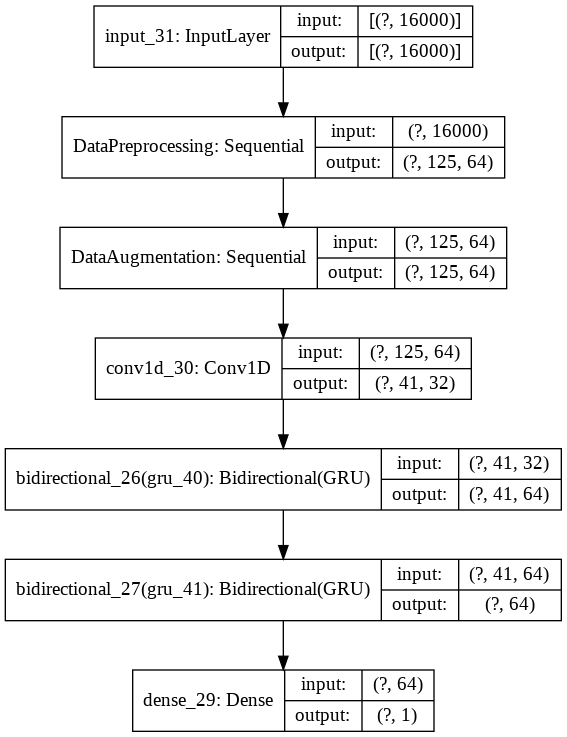 input_31: InputLayer
input:
[(?, 16000)]
output:
[(?, 16000)]
DataPreprocessing: Sequential
input:
(?, 16000)
output:
(?, 125, 64)
DataAugmentation: Sequential
input:
(?, 125, 64)
output:
(?, 125, 64)
conv1d_30: Conv1D
input:
(?, 125, 64)
output:
(?, 41, 32)
bidirectional_26(gru_40): Bidirectional(GRU)
input:
(?, 41, 32)
output:
(?, 41, 64)
bidirectional_27(gru_41): Bidirectional(GRU)
input:
(?, 41, 64)
output:
(?, 64)
dense_29: Dense
input:
(?, 64)
output:
(?, 1)